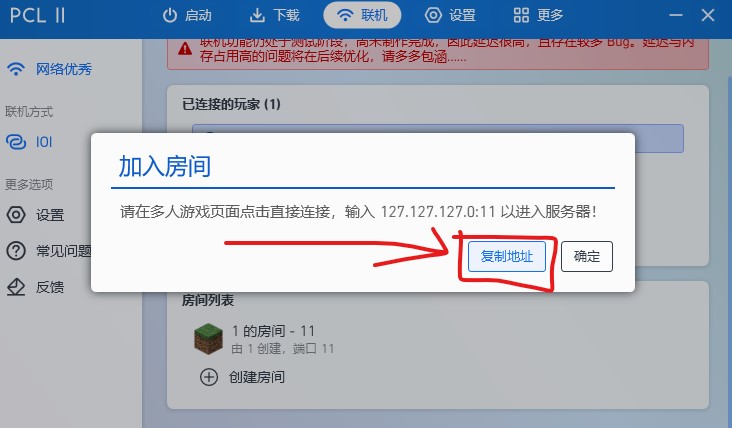 PCL II
启动
下载
联机
设置
更多
网络优秀
联机方式
IOI
更多选项
设置
常见问题
反馈
联机功能仍处于测试阶段，尚未制作完成，因此延迟很高，且存在较多 Bug。延迟与内
存占用高的问题将在后续优化，请多多包涵……
已连接的玩家 (1)
加入房间
请在多人游戏页面点击直接连接，输入 127.127.127.0:11 以进入服务器！
复制地址
确定
房间列表
1 的房间 - 11
由 1 创建，端口 11
创建房间